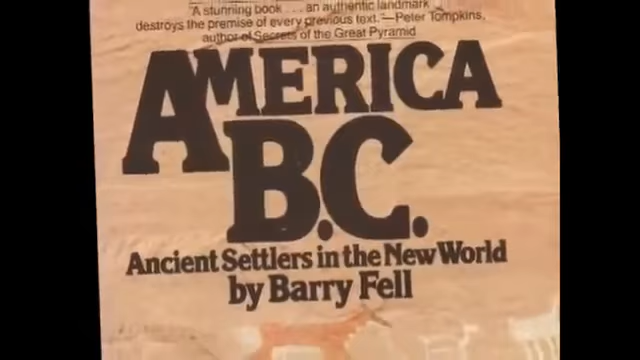 "A stunning book . . . an authentic landmark
destroys the premise of every previous text."—Peter Tompkins,
author of Secrets of the Great Pyramid
AMERICA
B.C.
Ancient Settlers in the New World
by Barry Fell